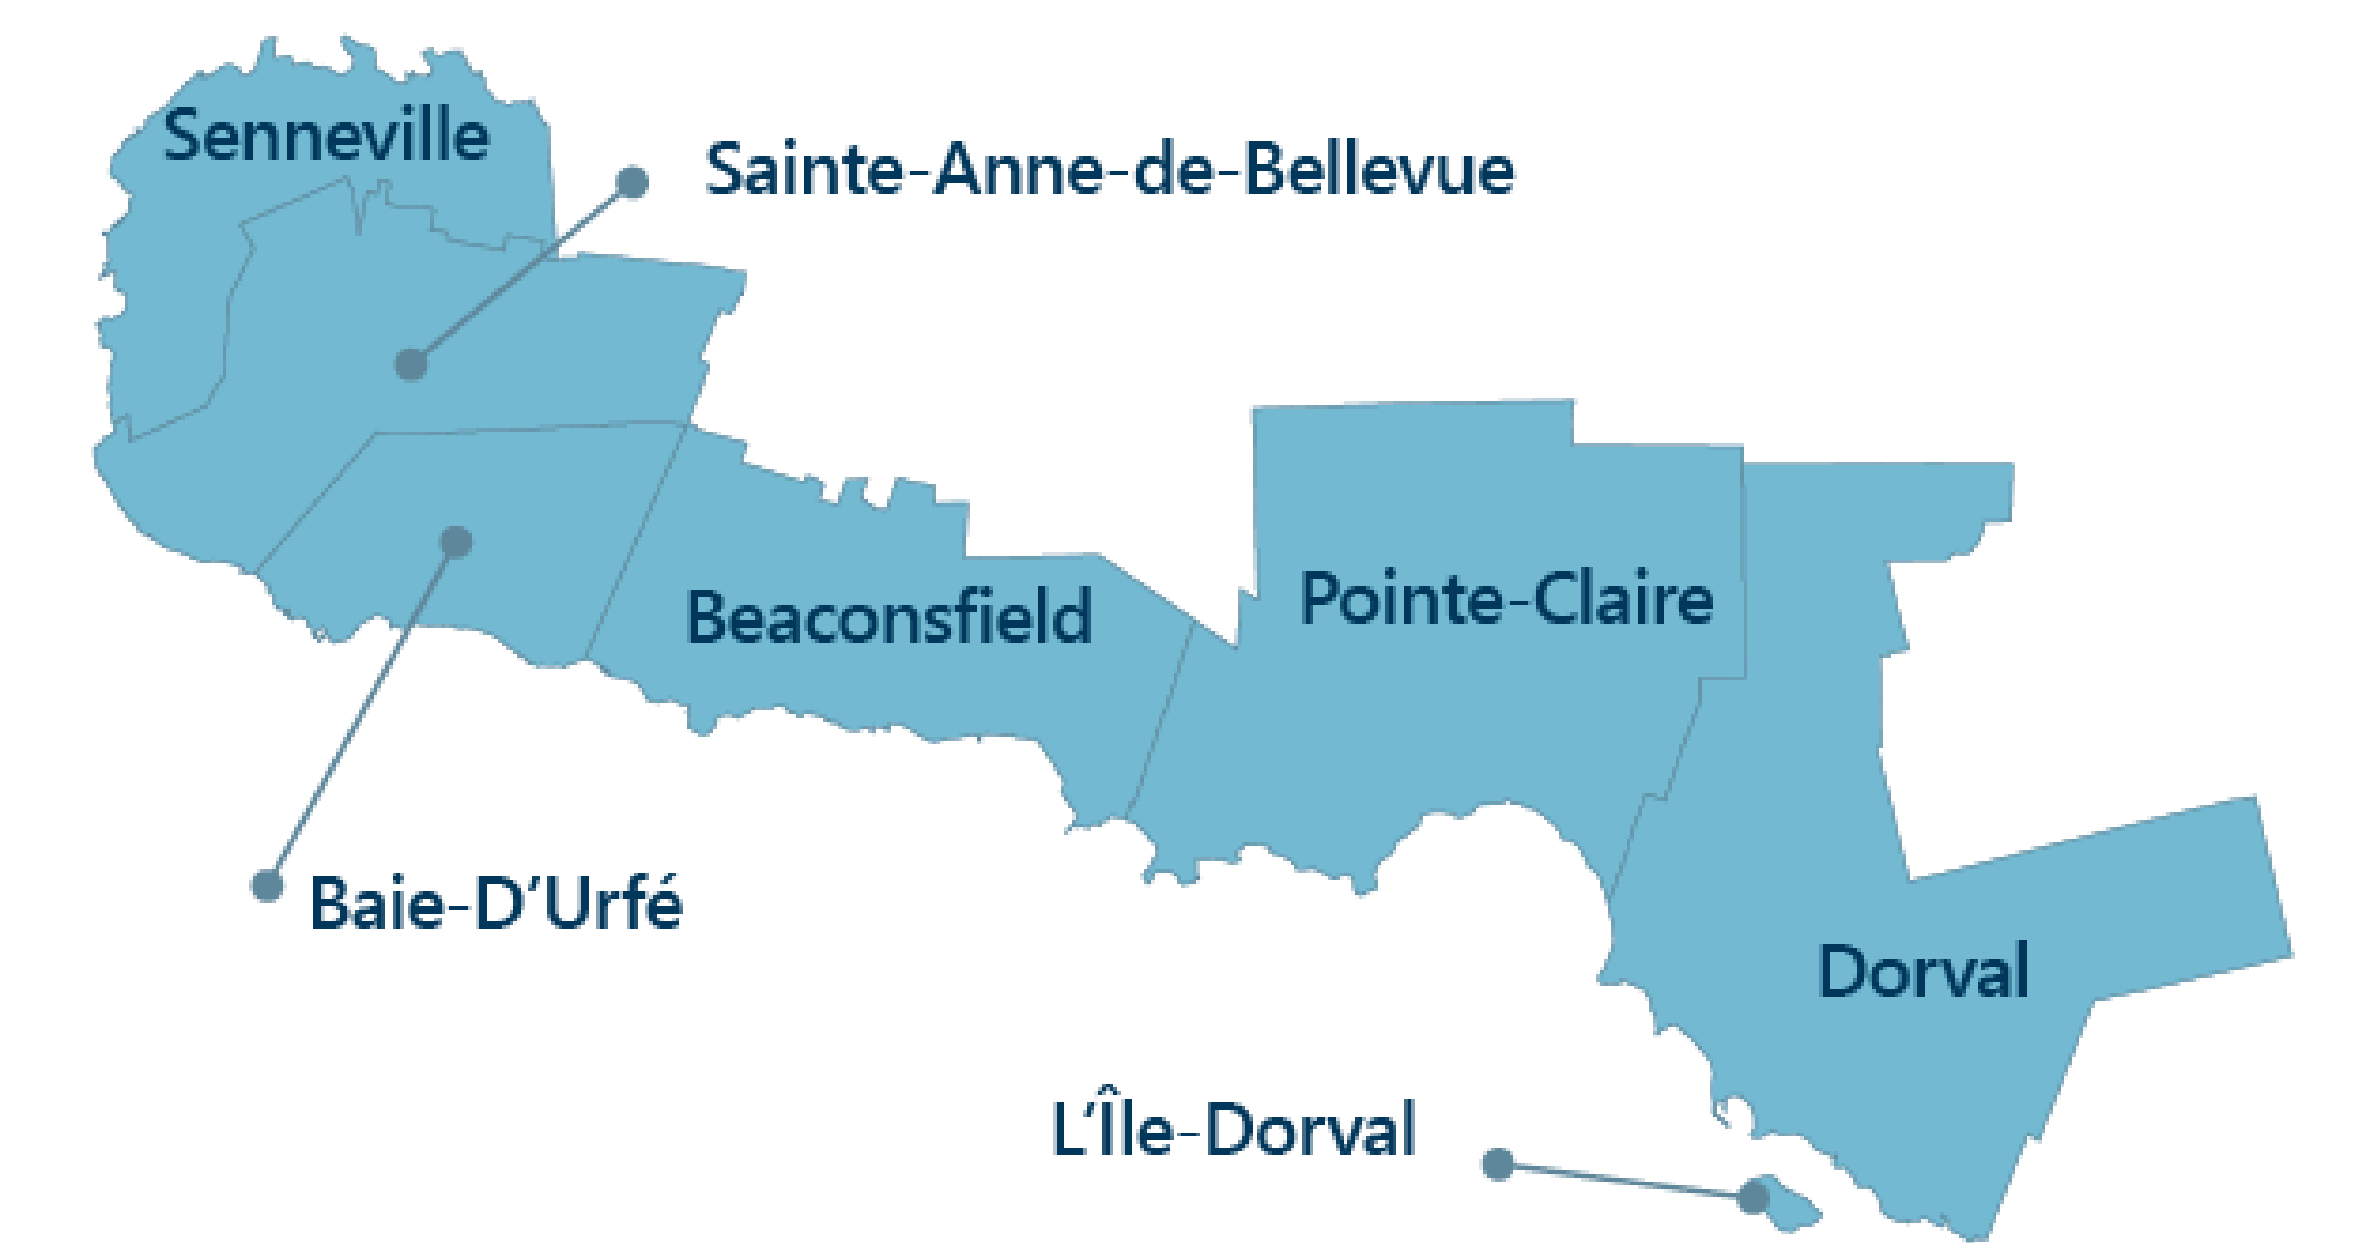 Senneville
Sainte-Anne-de-Bellevue
Beaconsfield
Pointe-Claire
Baie-D’Urfé
Dorval
L’Île-Dorval